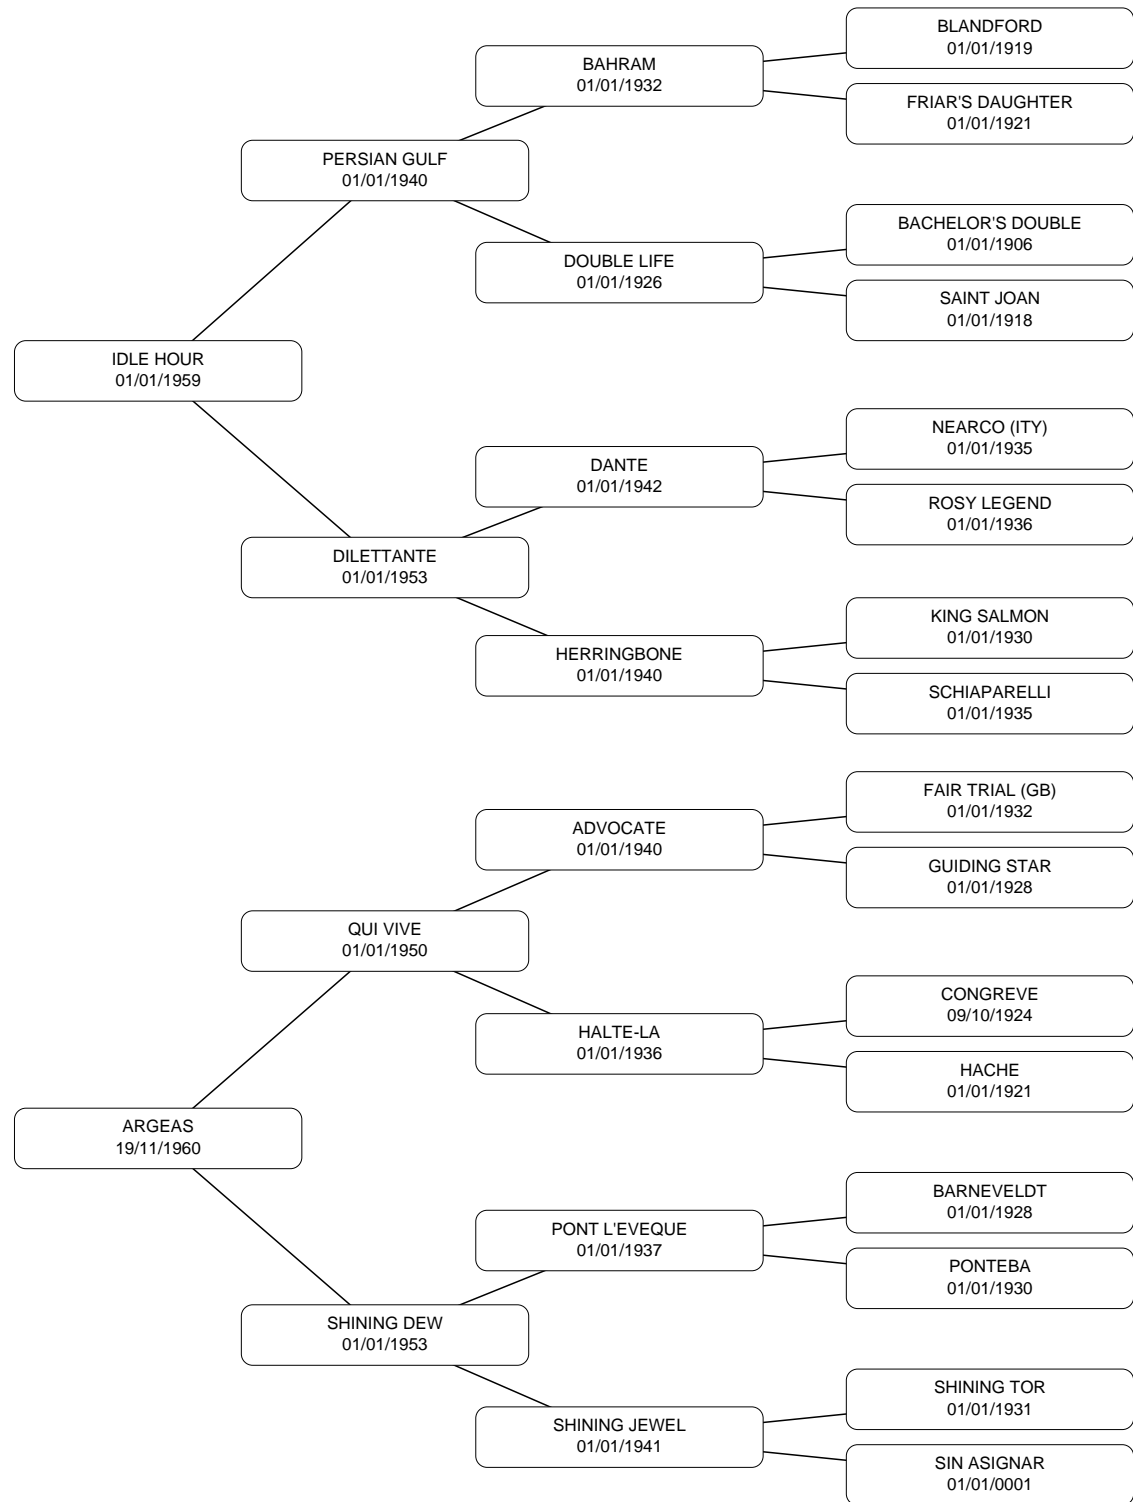 BLANDFORD
01/01/1919
BAHRAM
01/01/1932
FRIAR'S DAUGHTER
01/01/1921
PERSIAN GULF
01/01/1940
BACHELOR'S DOUBLE
01/01/1906
DOUBLE LIFE
01/01/1926
SAINT JOAN
01/01/1918
IDLE HOUR
01/01/1959
NEARCO (ITY)
01/01/1935
DANTE
01/01/1942
ROSY LEGEND
01/01/1936
DILETTANTE
01/01/1953
KING SALMON
01/01/1930
HERRINGBONE
01/01/1940
SCHIAPARELLI
01/01/1935
FAIR TRIAL (GB)
01/01/1932
ADVOCATE
01/01/1940
GUIDING STAR
01/01/1928
QUI VIVE
01/01/1950
CONGREVE
09/10/1924
HALTE-LA
01/01/1936
HACHE
01/01/1921
ARGEAS
19/11/1960
BARNEVELDT
01/01/1928
PONT L'EVEQUE
01/01/1937
PONTEBA
01/01/1930
SHINING DEW
01/01/1953
SHINING TOR
01/01/1931
SHINING JEWEL
01/01/1941
SIN ASIGNAR
01/01/0001